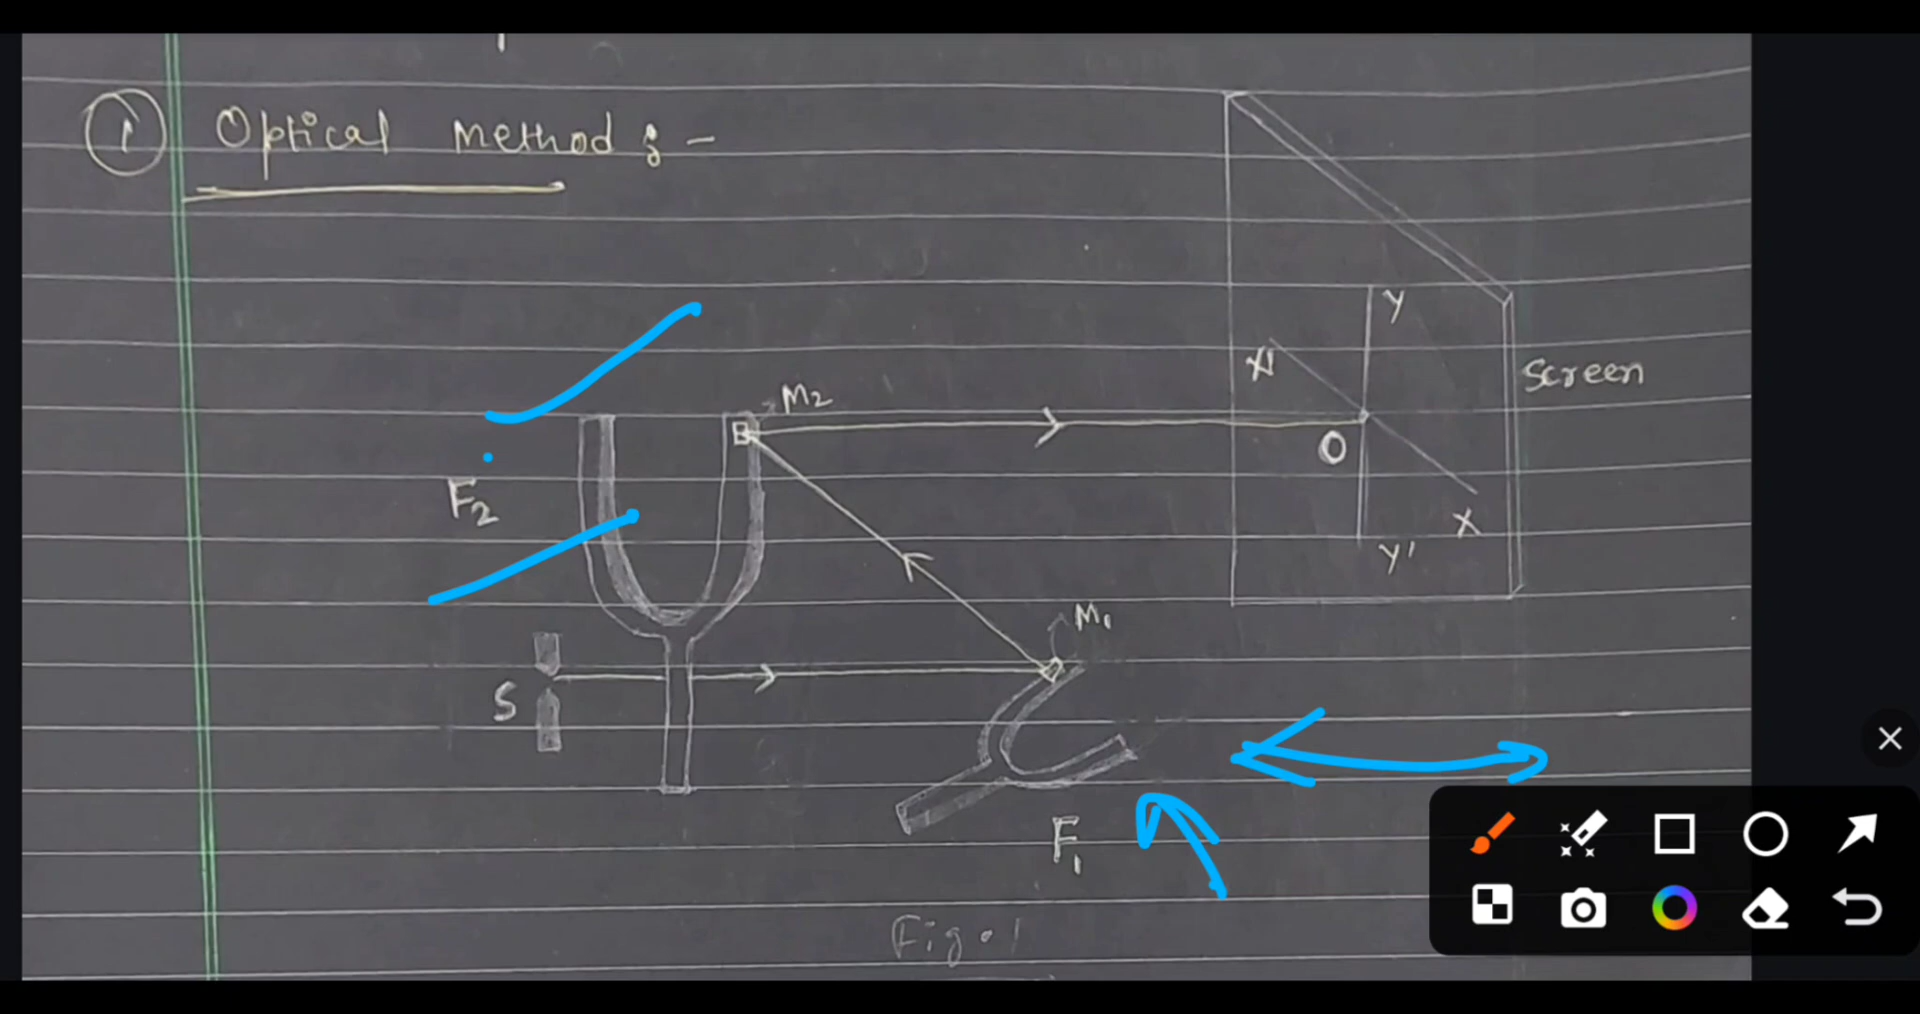 1 Optical method :-
Y
X'
Screen
M2
O
F2
X
Y'
M1
S
F1
Fig. 1